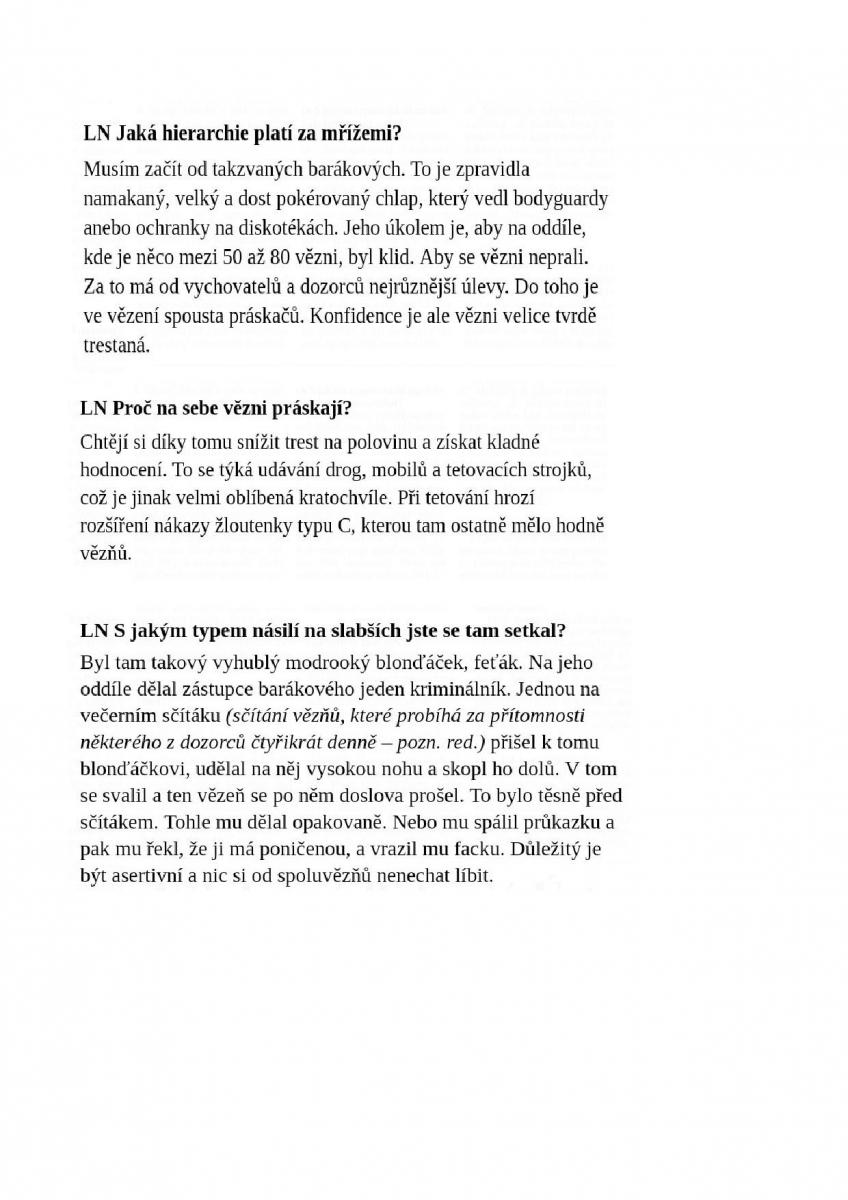 LN Jaká hierarchie platí za mřížemi?
Musím začít od takzvaných barákových. To je zpravidla
namakaný, velký a dost pokérovaný chlap, který vedl bodyguardy
anebo ochranky na diskotékách. Jeho úkolem je, aby na oddíle,
kde je něco mezi 50 až 80 vězni, byl klid. Aby se vězni neprali.
Za to má od vychovatelů a dozorců nejrůznější úlevy. Do toho je
ve vězení spousta práskačů. Konfidence je ale vězni velice tvrdě
trestaná.
LN Proč na sebe vězni práskají?
Chtějí si díky tomu snížit trest na polovinu a získat kladné
hodnocení. To se týká udávání drog, mobilů a tetovacích strojků,
což je jinak velmi oblíbená kratochvíle. Při tetování hrozí
rozšíření nákazy žloutenky typu C, kterou tam ostatně mělo hodně
vězňů.
LN S jakým typem násilí na slabších jste se tam setkal?
Byl tam takový vyhublý modrooký blonďáček, feťák. Na jeho
oddíle dělal zástupce barákového jeden kriminálník. Jednou na
večerním sčítáku (sčítání vězňů, které probíhá za přítomnosti
některého z dozorců čtyřikrát denně – pozn. red.) přišel k tomu
blonďáčkovi, udělal na něj vysokou nohu a skopl ho dolů. V tom
se svalil a ten vězeň se po něm doslova prošel. To bylo těsně před
sčítákem. Tohle mu dělal opakovaně. Nebo mu spálil průkazku a
pak mu řekl, že ji má poničenou, a vrazil mu facku. Důležitý je
být asertivní a nic si od spoluvězňů nenechat líbit.